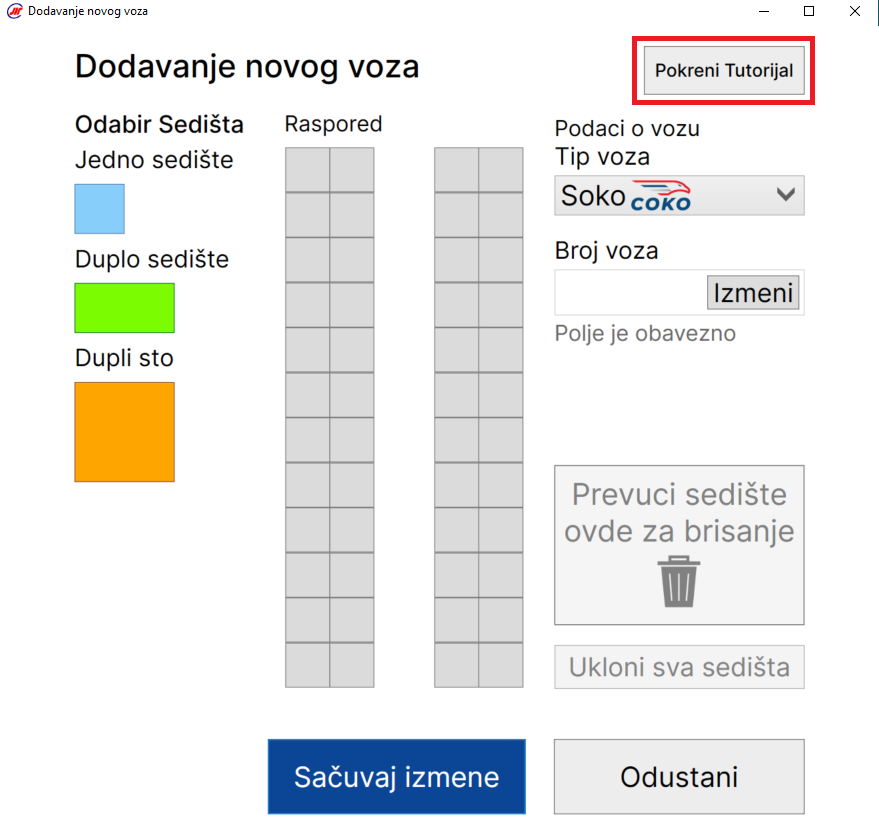 Dodavanje novog voza
Dodavanje novog voza
Pokreni Tutorijal
Odabir Sedišta
Jedno sedište
Duplo sedište
Dupli sto
Raspored
Podaci o vozu
Tip voza
Soko СОКО
Broj voza
Izmeni
Polje je obavezno
Prevuci sedište
ovde za brisanje
Ukloni sva sedišta
Sačuvaj izmene
Odustani